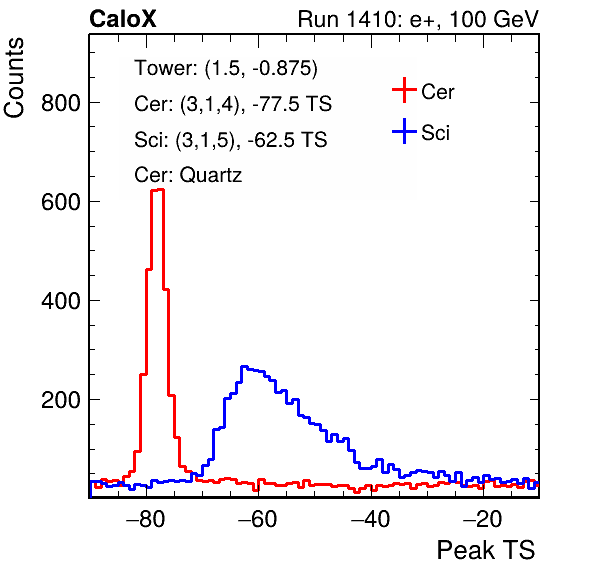 CaloX Run 1410: e+, 100 GeV
Counts
Tower: (1.5, -0.875)
Cer: (3,1,4), -77.5 TS
Sci: (3,1,5), -62.5 TS
Cer: Quartz
Cer
Sci
800
600
400
200
−80 −60 −40 −20
Peak TS